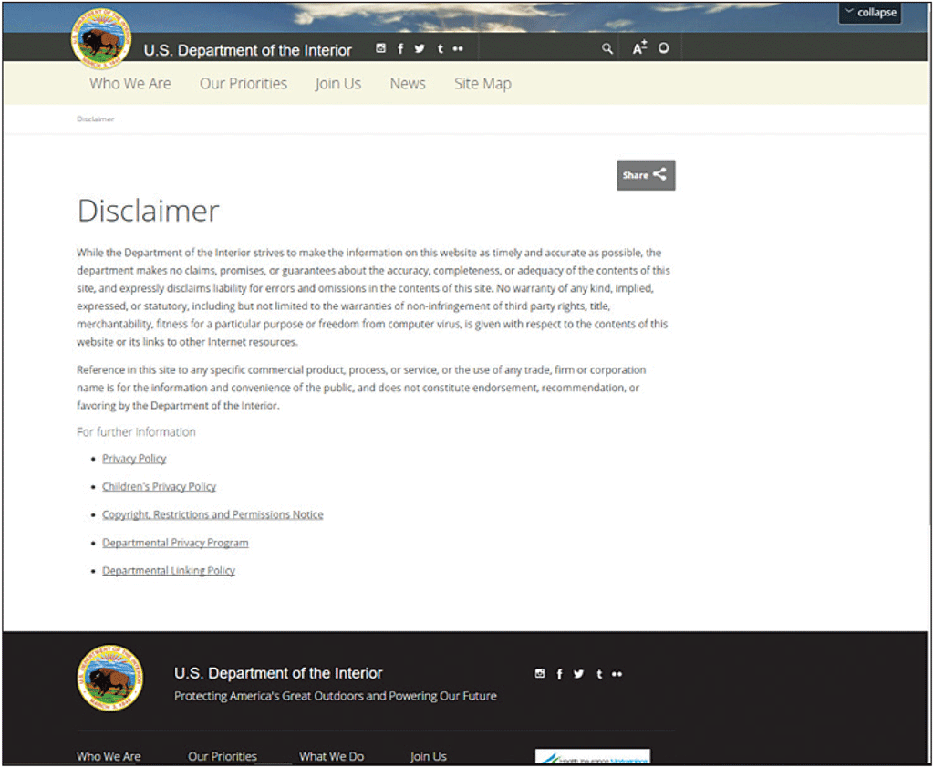 collapse
U.S. Department of the Interior
Who We Are Our Priorities Join Us News Site Map
Disclaimer
Share
Disclaimer
While the Department of the Interior strives to make the information on this website as timely and accurate as possible, the
department makes no claims, promises, or guarantees about the accuracy, completeness, or adequacy of the contents of this
site, and expressly disclaims liability for errors and omissions in the contents of this site. No warranty of any kind, implied,
expressed, or statutory, including but not limited to the warranties of non-infringement of third party rights, title,
merchantability, fitness for a particular purpose or freedom from computer virus, is given with respect to the contents of this
website or its links to other Internet resources.
Reference in this site to any specific commercial product, process, or service, or the use of any trade, firm or corporation
name is for the information and convenience of the public, and does not constitute endorsement, recommendation, or
favoring by the Department of the Interior.
For further Information
Privacy Policy
Children's Privacy Policy
Copyright, Restrictions and Permissions Notice
Departmental Privacy Program
Departmental Linking Policy
U.S. Department of the Interior
Protecting America's Great Outdoors and Powering Our Future
Who We Are Our Priorities What We Do Join Us